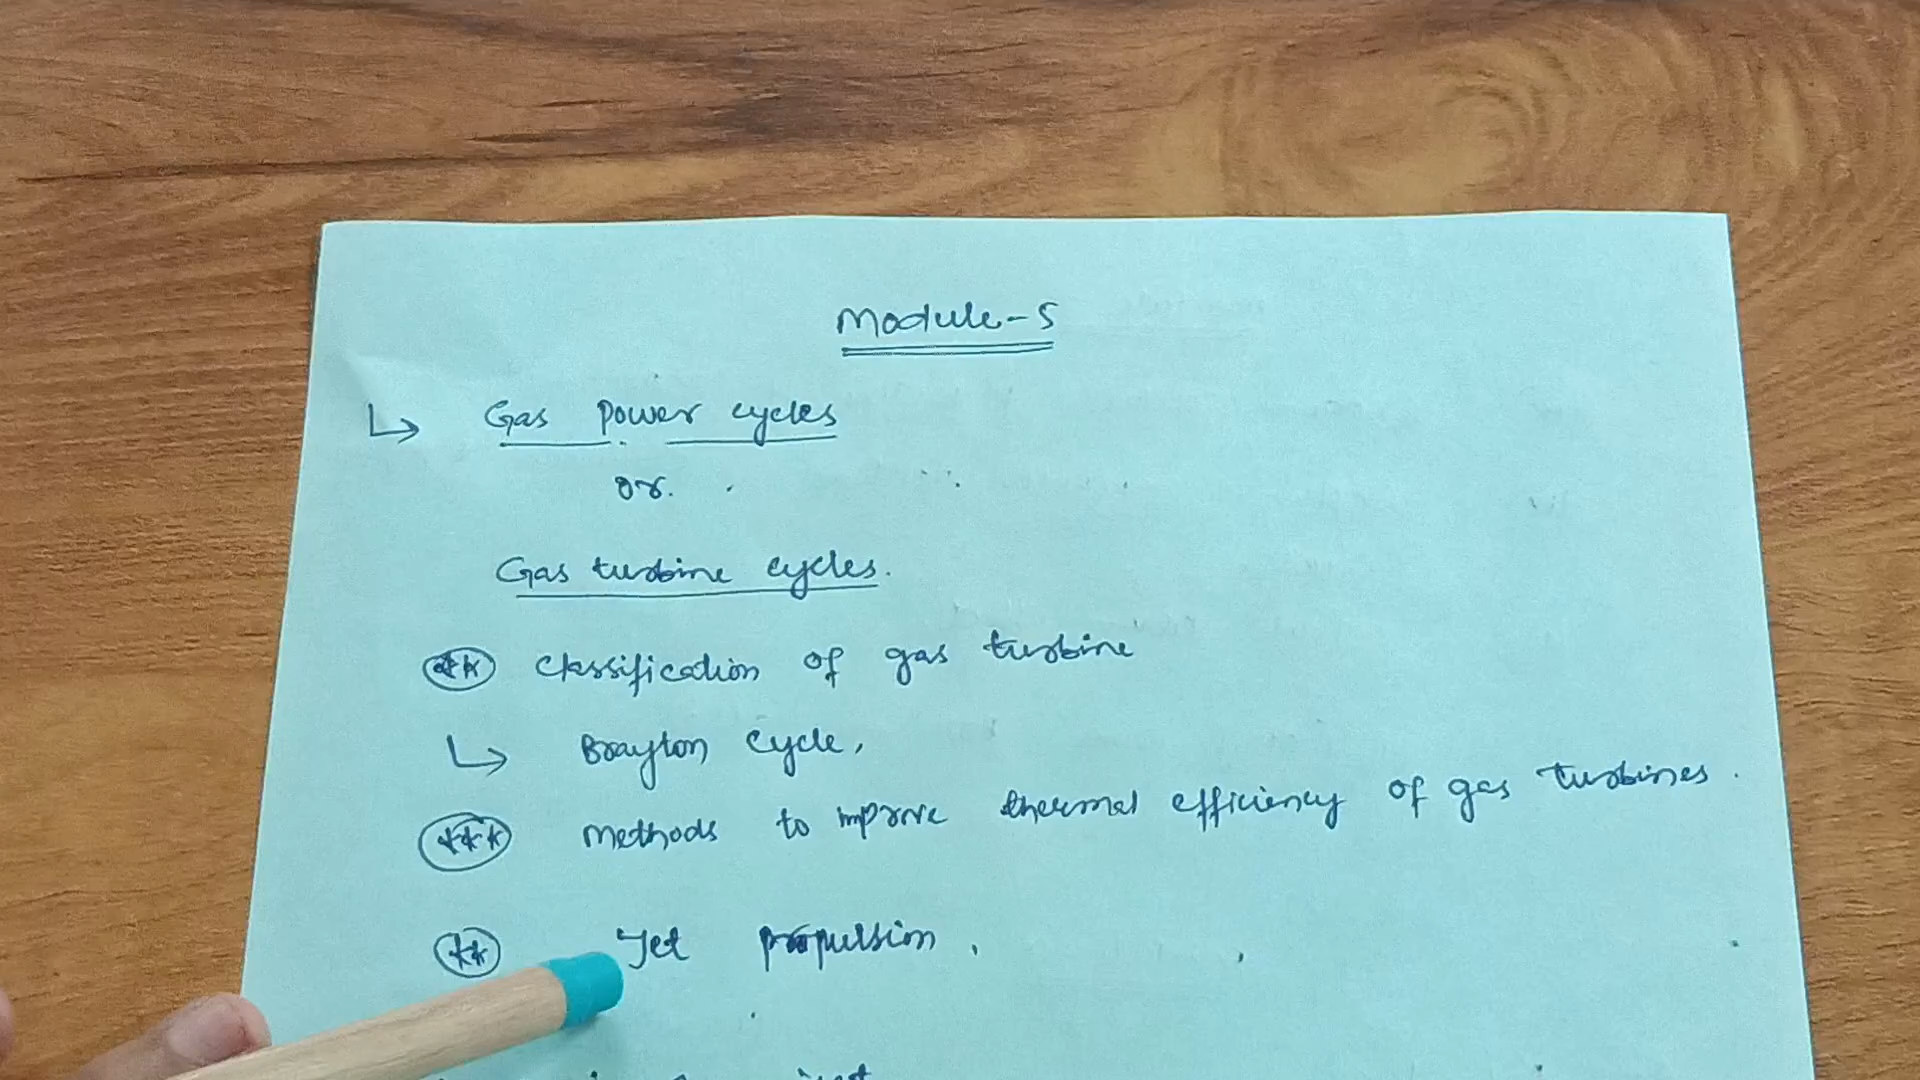 Module-5
↳ Gas Power cycles
or.
Gas turbine cycles.
** classification of gas turbine
↳ Brayton cycle,
*** Methods to improve thermal efficiency of gas turbines.
** Jet propulsion,